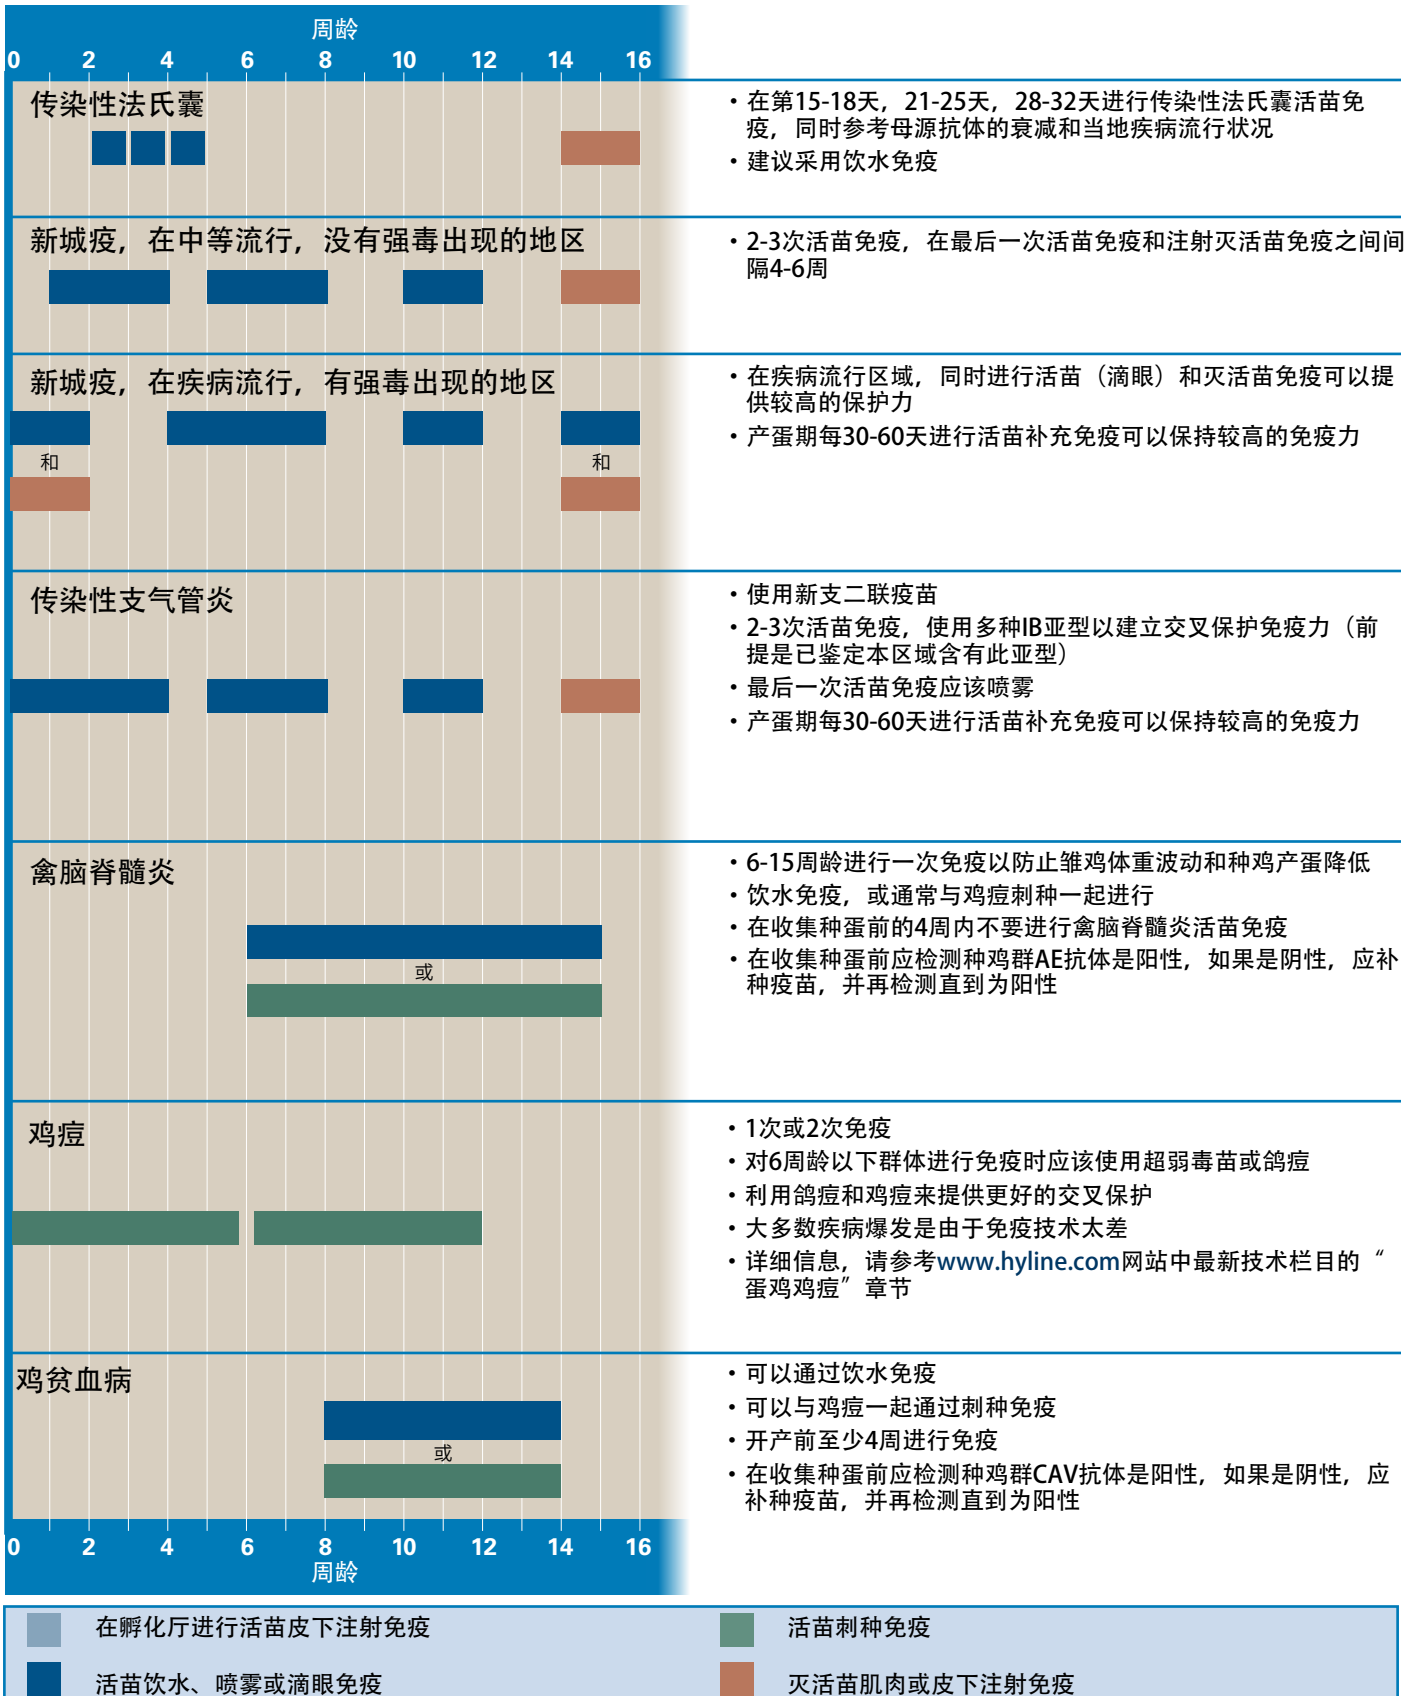 周龄
0 2 4 6 8 10 12 14 16
传染性法氏囊
・在第15-18天，21-25天，28-32天进行传染性法氏囊活苗免
疫，同时参考母源抗体的衰减和当地疾病流行状况
・建议采用饮水免疫
新城疫，在中等流行，没有强毒出现的地区
・2-3次活苗免疫，在最后一次活苗免疫和注射灭活苗免疫之间间
隔4-6周
新城疫，在疾病流行，有强毒出现的地区
和
和
・在疾病流行区域，同时进行活苗（滴眼）和灭活苗免疫可以提
供较高的保护力
・产蛋期每30-60天进行活苗补充免疫可以保持较高的免疫力
传染性支气管炎
・使用新支二联疫苗
・2-3次活苗免疫，使用多种IB亚型以建立交叉保护免疫力（前
提是已鉴定本区域含有此亚型）
・最后一次活苗免疫应该喷雾
・产蛋期每30-60天进行活苗补充免疫可以保持较高的免疫力
禽脑脊髓炎
或
・6-15周龄进行一次免疫以防止雏鸡体重波动和种鸡产蛋降低
・饮水免疫，或通常与鸡痘刺种一起进行
・在收集种蛋前的4周内不要进行禽脑脊髓炎活苗免疫
・在收集种蛋前应检测种鸡群AE抗体是阳性，如果是阴性，应补
种疫苗，并再检测直到为阳性
鸡痘
・1次或2次免疫
・对6周龄以下群体进行免疫时应该使用超弱毒苗或鸽痘
・利用鸽痘和鸡痘来提供更好的交叉保护
・大多数疾病爆发是由于免疫技术太差
・详细信息，请参考www.hyline.com网站中最新技术栏目的“
蛋鸡鸡痘”章节
鸡贫血病
或
・可以通过饮水免疫
・可以与鸡痘一起通过刺种免疫
・开产前至少4周进行免疫
・在收集种蛋前应检测种鸡群CAV抗体是阳性，如果是阴性，应
补种疫苗，并再检测直到为阳性
0 2 4 6 8 10 12 14 16
周龄
在孵化厅进行活苗皮下注射免疫
活苗刺种免疫
活苗饮水、喷雾或滴眼免疫
灭活苗肌肉或皮下注射免疫